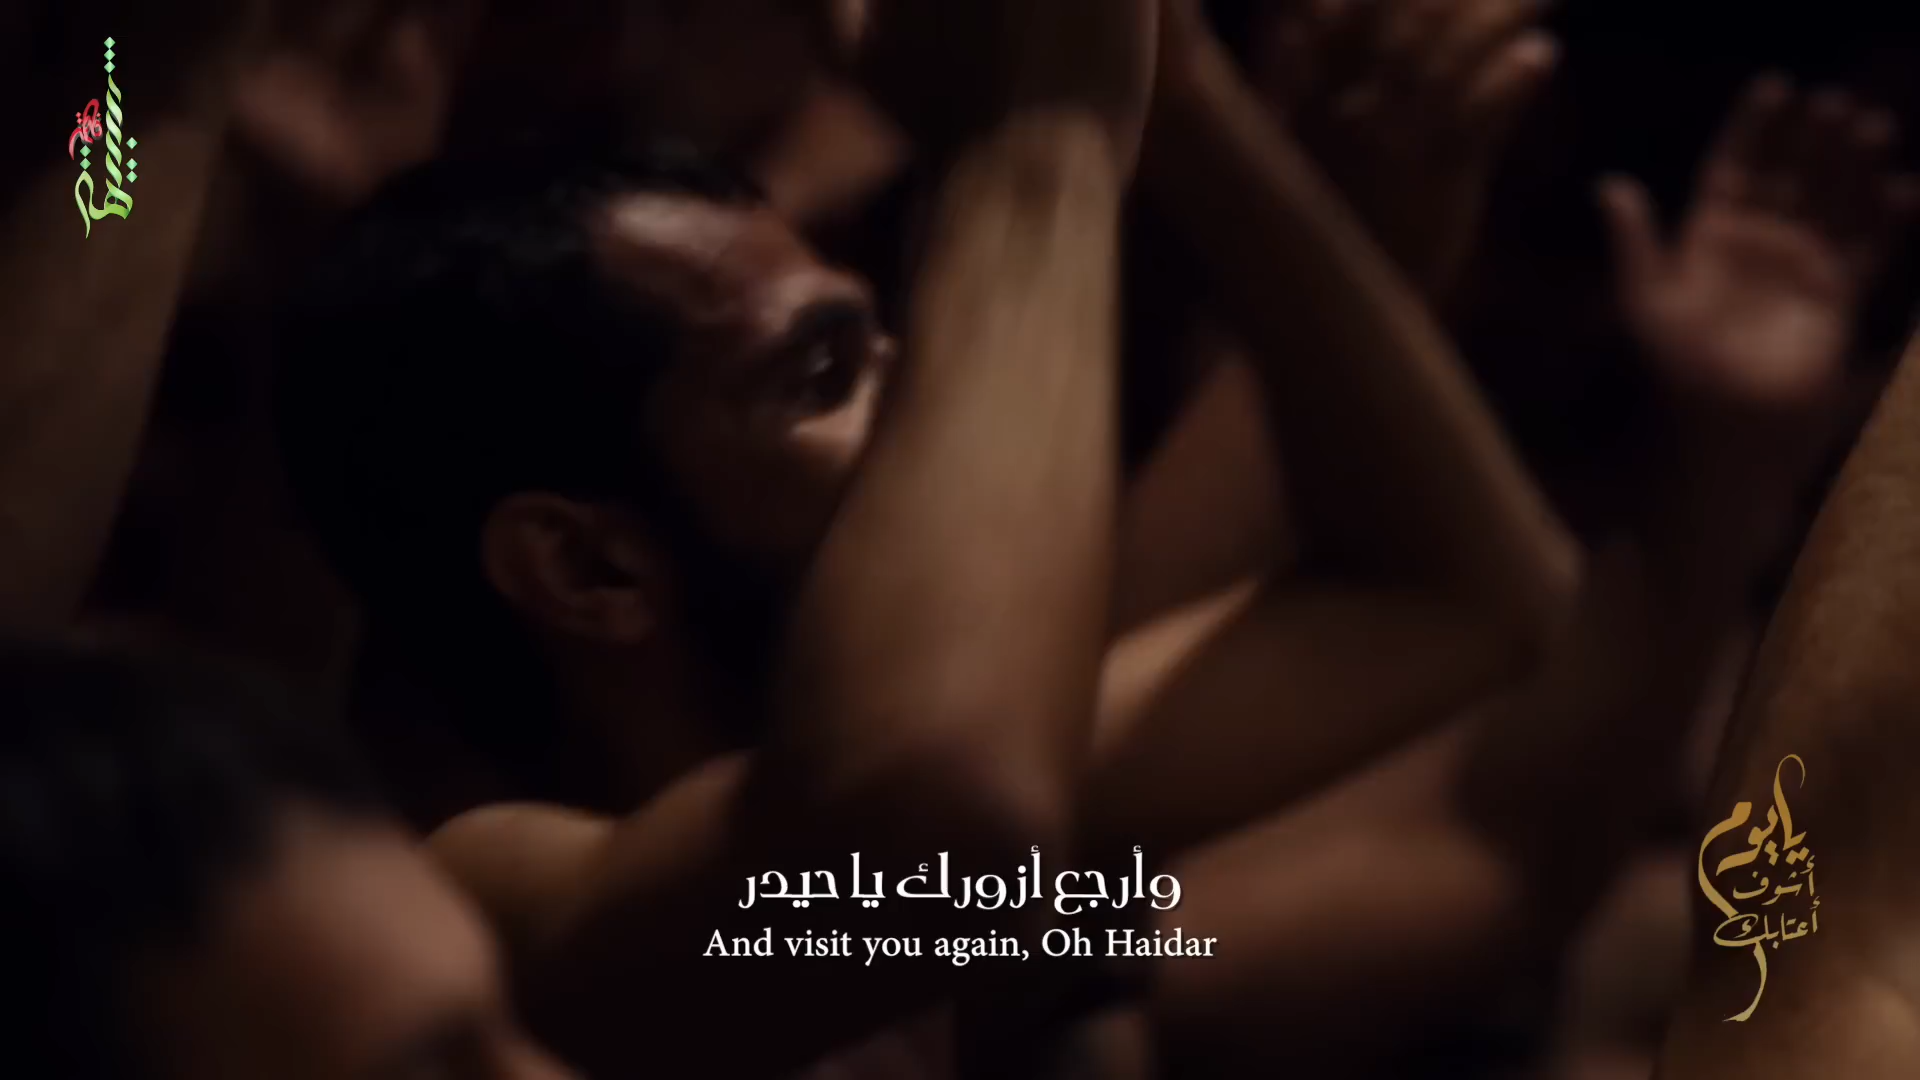 وأرجع أزورك يا حيدر
And visit you again, Oh Haidar
يا يوم
أشوف
أعتابك